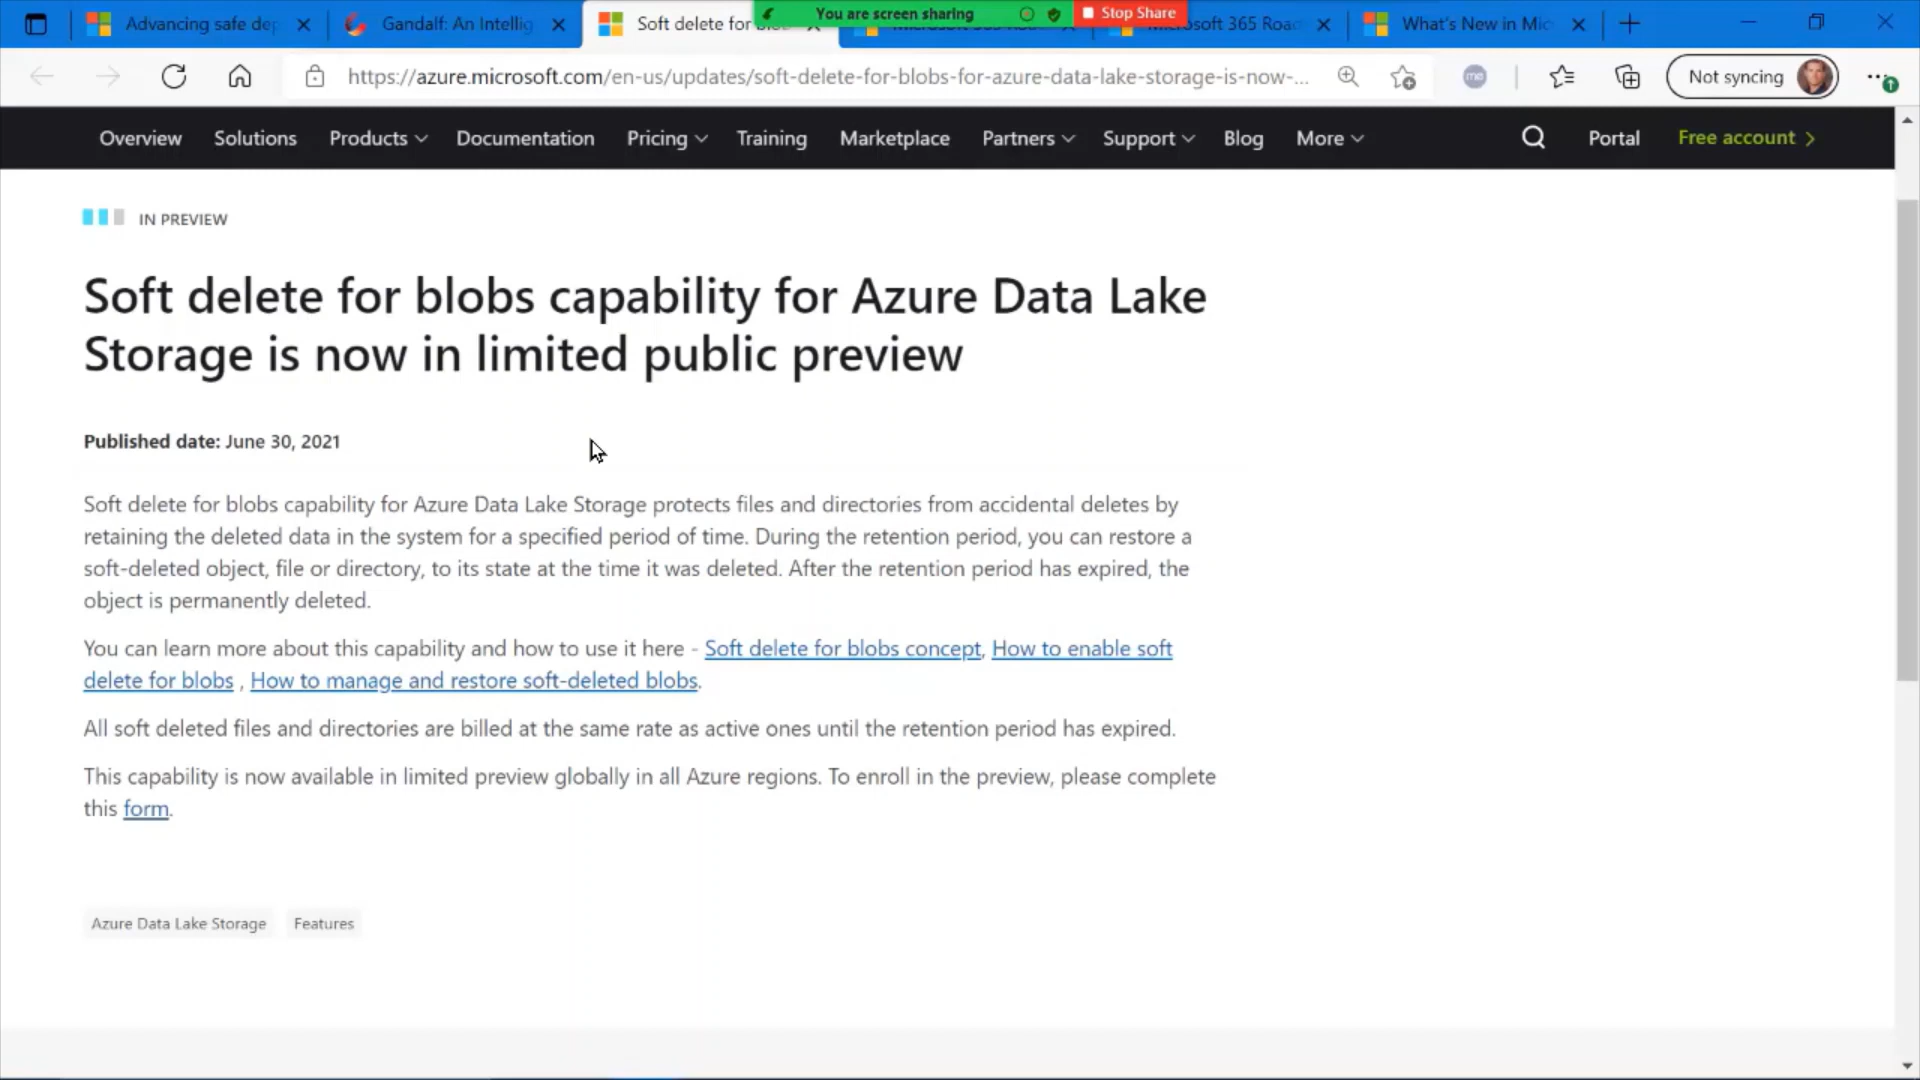 Advancing safe dep
Gandalf: An Intellig
Soft delete for blo
You are screen sharing
Stop Share
Microsoft 365 Roa
What's New in Mic
https://azure.microsoft.com/en-us/updates/soft-delete-for-blobs-for-azure-data-lake-storage-is-now-...
Not syncing
Overview Solutions Products Documentation Pricing Training Marketplace Partners Support Blog More Portal Free account
IN PREVIEW
Soft delete for blobs capability for Azure Data Lake
Storage is now in limited public preview
Published date: June 30, 2021
Soft delete for blobs capability for Azure Data Lake Storage protects files and directories from accidental deletes by
retaining the deleted data in the system for a specified period of time. During the retention period, you can restore a
soft-deleted object, file or directory, to its state at the time it was deleted. After the retention period has expired, the
object is permanently deleted.
You can learn more about this capability and how to use it here - Soft delete for blobs concept, How to enable soft
delete for blobs , How to manage and restore soft-deleted blobs.
All soft deleted files and directories are billed at the same rate as active ones until the retention period has expired.
This capability is now available in limited preview globally in all Azure regions. To enroll in the preview, please complete
this form.
Azure Data Lake Storage Features